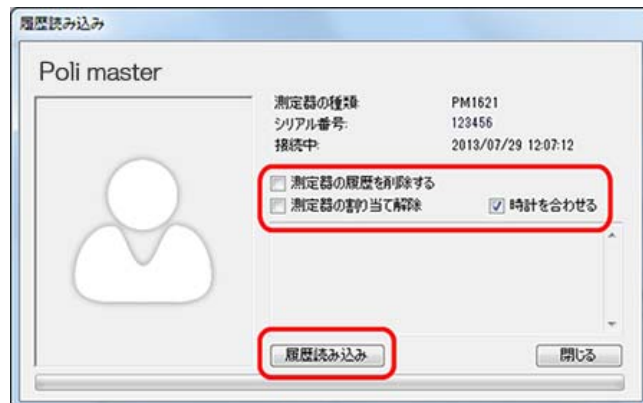 履歴読み込み
Poli master
測定器の種類: PM1621
シリアル番号: 123456
接続中: 2013/07/29 12:07:12
測定器の履歴を削除する
測定器の割り当て解除 時計を合わせる
履歴読み込み 閉じる